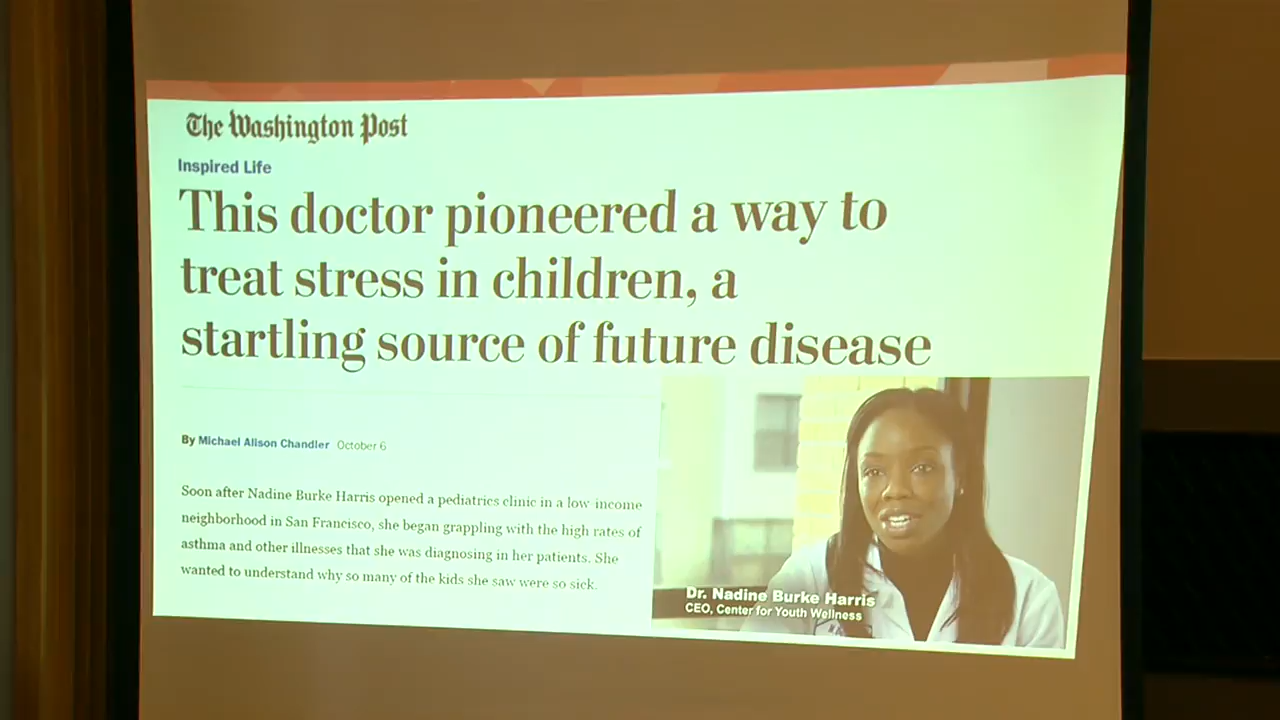 The Washington Post
Inspired Life
This doctor pioneered a way to
treat stress in children, a
startling source of future disease
By Michael Alison Chandler October 6
Soon after Nadine Burke Harris opened a pediatrics clinic in a low-income
neighborhood in San Francisco, she began grappling with the high rates of
asthma and other illnesses that she was diagnosing in her patients. She
wanted to understand why so many of the kids she saw were so sick.
Dr. Nadine Burke Harris
CEO, Center for Youth Wellness